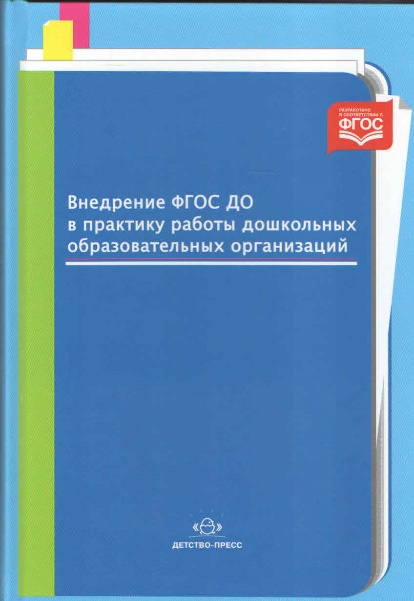 РАЗРАБОТАНО
В СООТВЕТСТВИИ С
ФГОС
Внедрение ФГОС ДО
в практику работы дошкольных
образовательных организаций
ДЕТСТВО-ПРЕСС